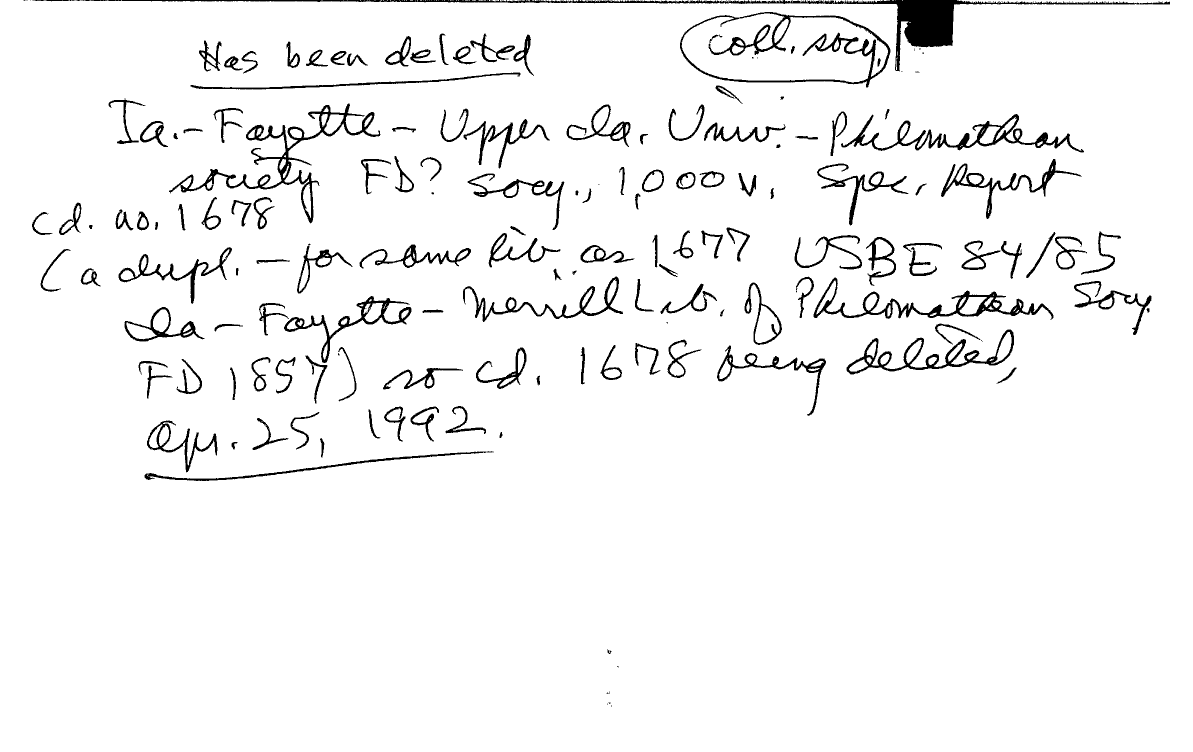 Has been deleted
coll. socy.
Ia. - Fayette - Upper Ia. Univ. - Philomathean
society FD? socy., 1,000 v. Spec. Report
cd. no. 1678
(a dupl. - for same lib. as 1677 USBE 84/85
Ia - Fayette - Merrill Lib. of Philomathean Socy.
FD 1857) so cd. 1678 being deleted,
Apr. 25, 1992.